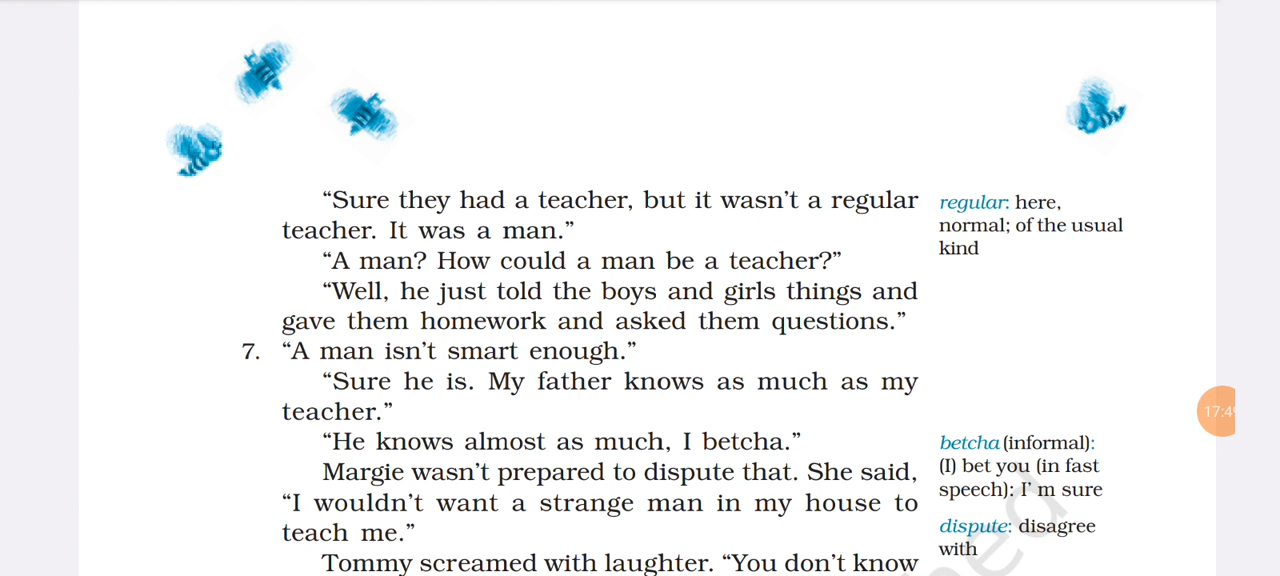 “Sure they had a teacher, but it wasn’t a regular
teacher. It was a man.”
“A man? How could a man be a teacher?”
“Well, he just told the boys and girls things and
gave them homework and asked them questions.”
7. “A man isn’t smart enough.”
“Sure he is. My father knows as much as my
teacher.”
“He knows almost as much, I betcha.”
Margie wasn’t prepared to dispute that. She said,
“I wouldn’t want a strange man in my house to
teach me.”
Tommy screamed with laughter. “You don’t know
regular: here,
normal; of the usual
kind
betcha (informal):
(I) bet you (in fast
speech); I’ m sure
dispute: disagree
with